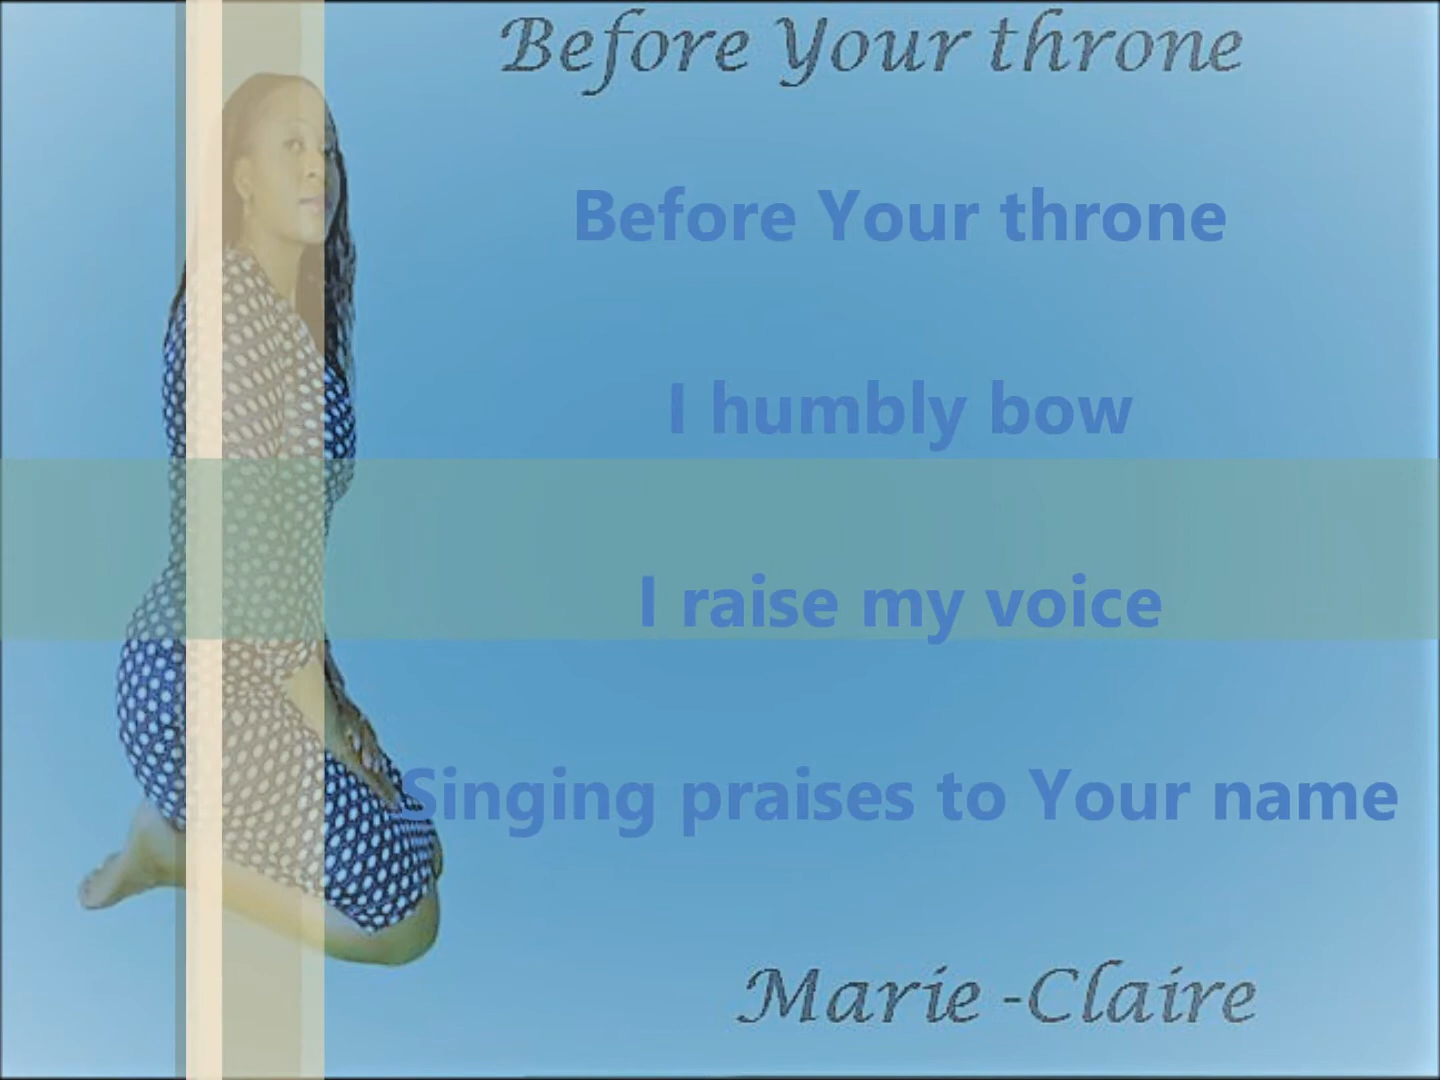 Before Your throne
Before Your throne
I humbly bow
I raise my voice
Singing praises to Your name
Marie -Claire